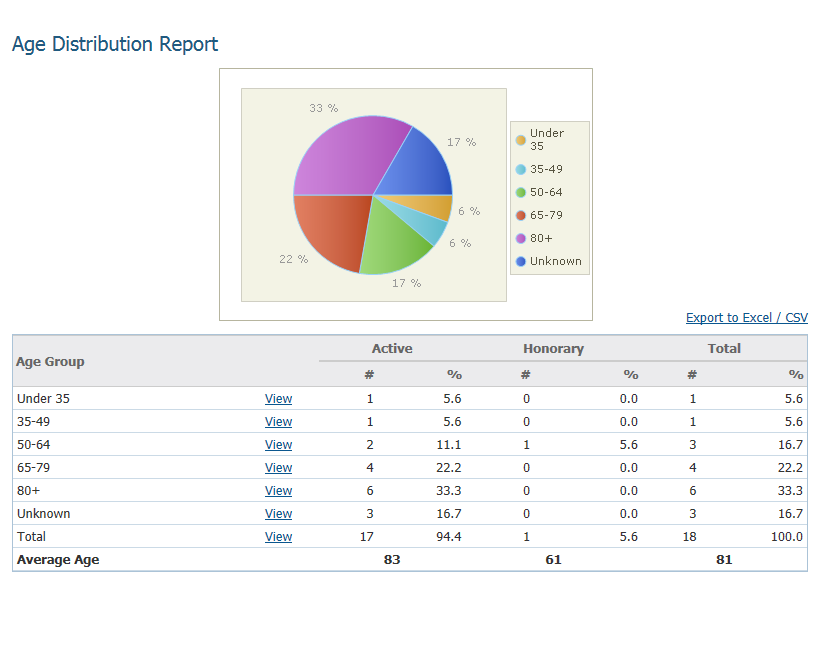 Age Distribution Report
33 %
17 %
6 %
6 %
17 %
22 %
Under
35
35-49
50-64
65-79
80+
Unknown
Export to Excel / CSV
Age Group Active Honorary Total
# % # % # %
Under 35 View 1 5.6 0 0.0 1 5.6
35-49 View 1 5.6 0 0.0 1 5.6
50-64 View 2 11.1 1 5.6 3 16.7
65-79 View 4 22.2 0 0.0 4 22.2
80+ View 6 33.3 0 0.0 6 33.3
Unknown View 3 16.7 0 0.0 3 16.7
Total View 17 94.4 1 5.6 18 100.0
Average Age 83 61 81